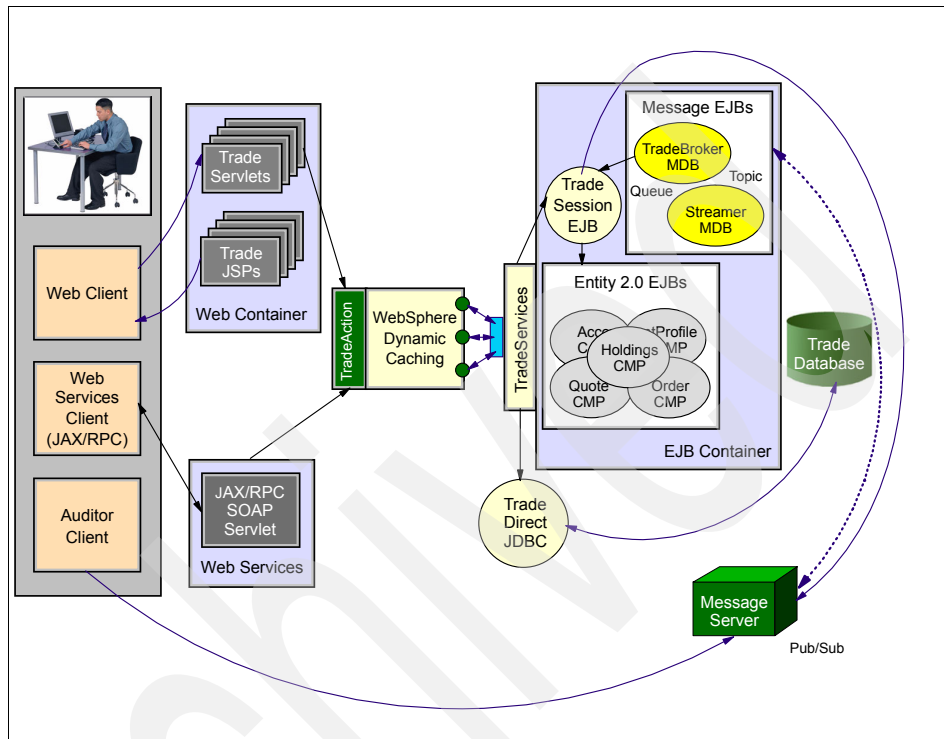 Web Client
Web
Services
Client
(JAX/RPC)
Auditor
Client
Trade
Servlets
Trade
JSPs
Web Container
JAX/RPC
SOAP
Servlet
Web Services
TradeAction
WebSphere
Dynamic
Caching
TradeServices
Trade
Session
EJB
Message EJBs
TradeBroker
MDB
Queue
Topic
Streamer
MDB
Entity 2.0 EJBs
Holdings
CMP
Quote
CMP
Order
CMP
EJB Container
Trade
Direct
JDBC
Trade
Database
Message
Server
Pub/Sub